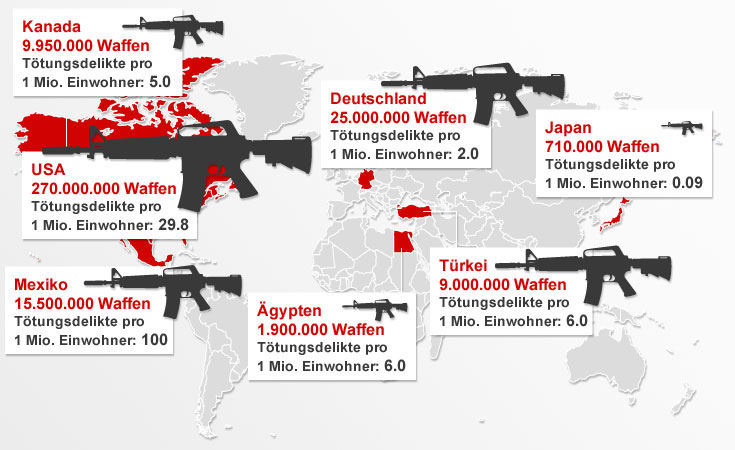 Kanada
9.950.000 Waffen
Tötungsdelikte pro
1 Mio. Einwohner: 5.0
Deutschland
25.000.000 Waffen
Tötungsdelikte pro
1 Mio. Einwohner: 2.0
Japan
710.000 Waffen
Tötungsdelikte pro
1 Mio. Einwohner: 0.09
USA
270.000.000 Waffen
Tötungsdelikte pro
1 Mio. Einwohner: 29.8
Mexiko
15.500.000 Waffen
Tötungsdelikte pro
1 Mio. Einwohner: 100
Ägypten
1.900.000 Waffen
Tötungsdelikte pro
1 Mio. Einwohner: 6.0
Türkei
9.000.000 Waffen
Tötungsdelikte pro
1 Mio. Einwohner: 6.0